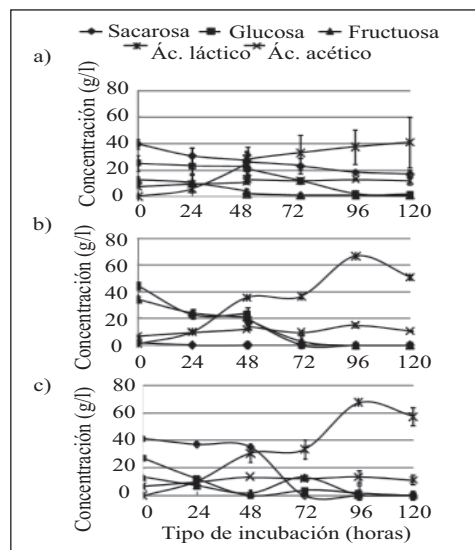 Sacarosa Glucosa Fructuosa
Ác. láctico Ác. acético
a)
Concentración (g/l)
80
60
40
20
0
0 24 48 72 96 120
b)
Concentración (g/l)
80
60
40
20
0
0 24 48 72 96 120
c)
Concentración (g/l)
80
60
40
20
0
0 24 48 72 96 120
Tipo de incubación (horas)